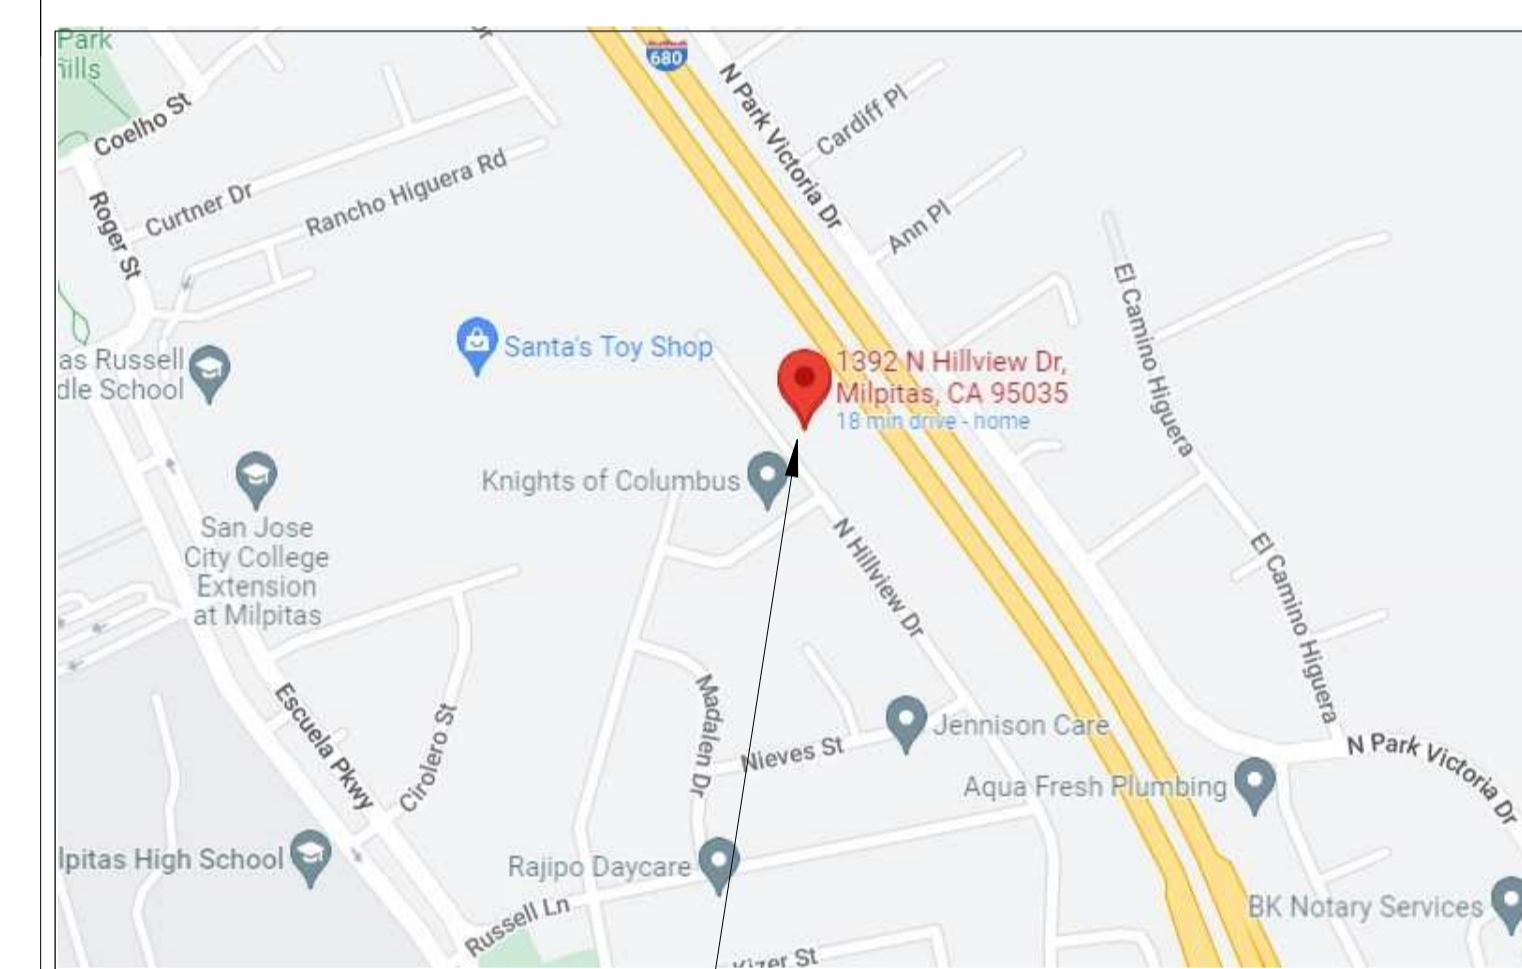 Park
680
Coelho St
N Park Victoria Dr
Cardiff Pl
Curtner Dr
Rancho Higuera Rd
Roger St
Ann Pl
El Camino Higuera
as Russell
dle School
Santa's Toy Shop
1392 N Hillview Dr,
Milpitas, CA 95035
18 min drive - home
Knights of Columbus
San Jose
City College
Extension
at Milpitas
N Hillview Dr
El Camino Higuera
Escuela Pkwy
Cirolero St
Madalen Dr
Nieves St
Jennison Care
N Park Victoria Dr
Aqua Fresh Plumbing
lpitas High School
Rajipo Daycare
Russell Ln
BK Notary Services
Kizer St